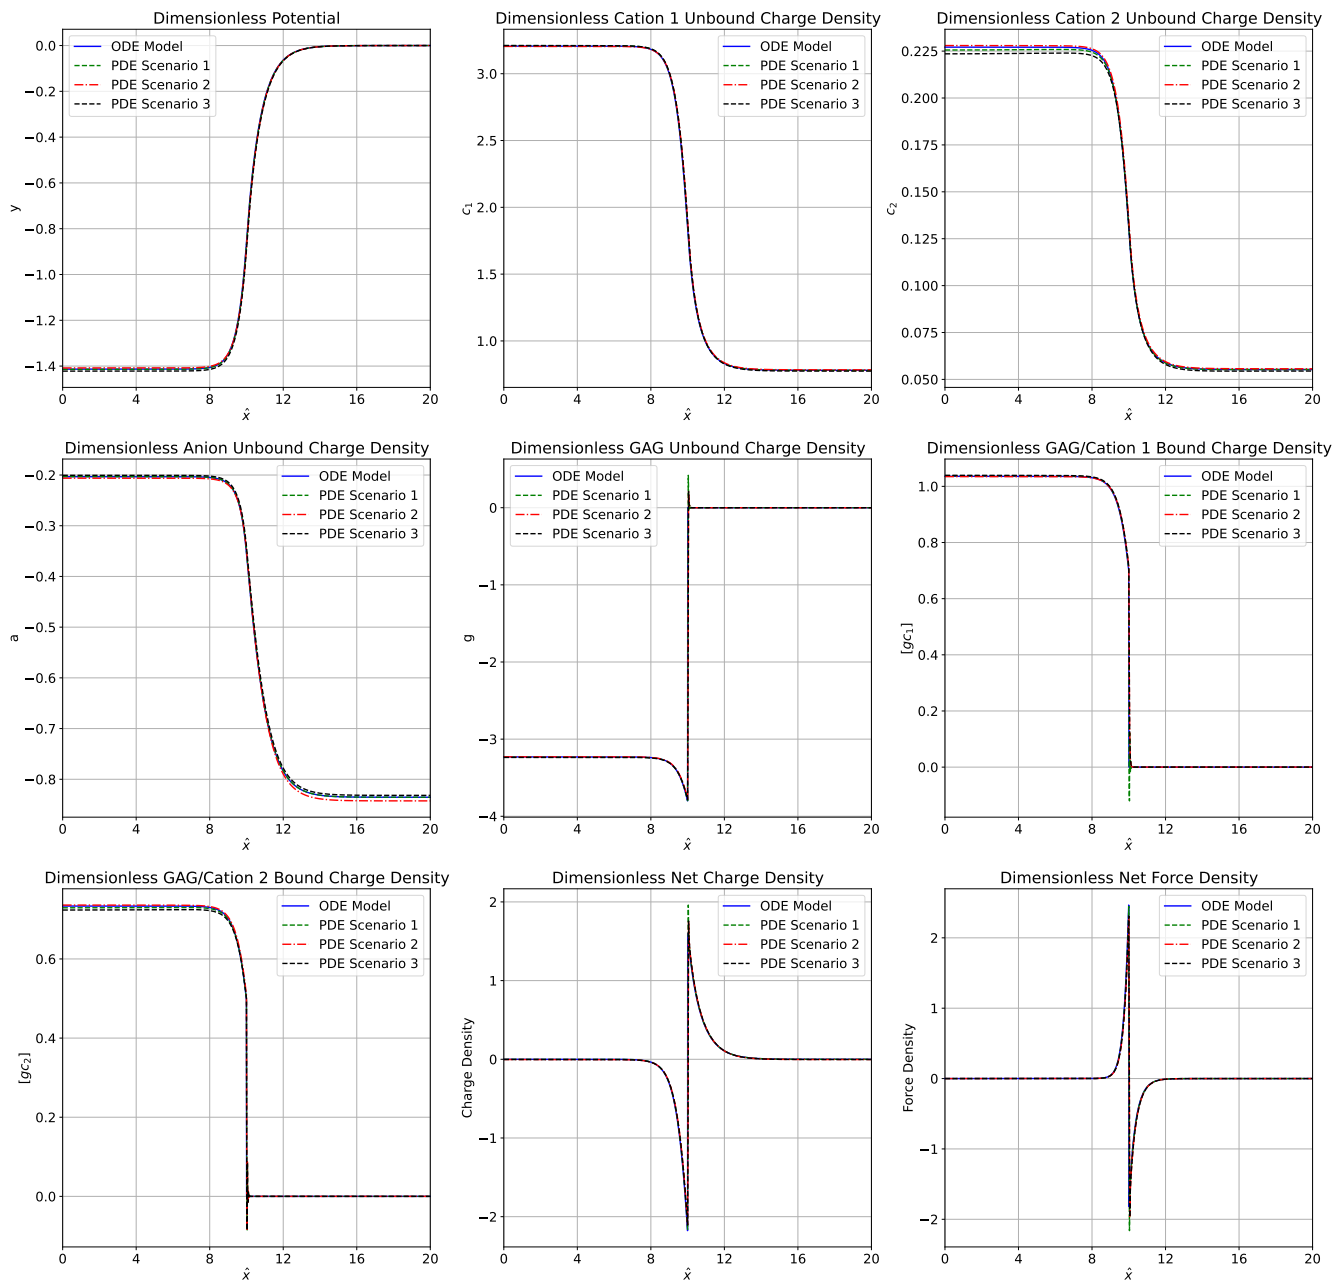 Dimensionless Potential
0.0
−0.2
−0.4
−0.6
−0.8
−1.0
−1.2
−1.4
y
ODE Model
PDE Scenario 1
PDE Scenario 2
PDE Scenario 3
0 4 8 12 16 20
x̂
Dimensionless Cation 1 Unbound Charge Density
3.0
2.5
2.0
1.5
1.0
c₁
ODE Model
PDE Scenario 1
PDE Scenario 2
PDE Scenario 3
0 4 8 12 16 20
x̂
Dimensionless Cation 2 Unbound Charge Density
0.225
0.200
0.175
0.150
0.125
0.100
0.075
0.050
c₂
ODE Model
PDE Scenario 1
PDE Scenario 2
PDE Scenario 3
0 4 8 12 16 20
x̂
Dimensionless Anion Unbound Charge Density
−0.2
−0.3
−0.4
−0.5
−0.6
−0.7
−0.8
a
ODE Model
PDE Scenario 1
PDE Scenario 2
PDE Scenario 3
0 4 8 12 16 20
x̂
Dimensionless GAG Unbound Charge Density
0
−1
−2
−3
−4
g
ODE Model
PDE Scenario 1
PDE Scenario 2
PDE Scenario 3
0 4 8 12 16 20
x̂
Dimensionless GAG/Cation 1 Bound Charge Density
1.0
0.8
0.6
0.4
0.2
0.0
[gc₁]
ODE Model
PDE Scenario 1
PDE Scenario 2
PDE Scenario 3
0 4 8 12 16 20
x̂
Dimensionless GAG/Cation 2 Bound Charge Density
0.6
0.4
0.2
0.0
[gc₂]
ODE Model
PDE Scenario 1
PDE Scenario 2
PDE Scenario 3
0 4 8 12 16 20
x̂
Dimensionless Net Charge Density
2
1
0
−1
−2
Charge Density
ODE Model
PDE Scenario 1
PDE Scenario 2
PDE Scenario 3
0 4 8 12 16 20
x̂
Dimensionless Net Force Density
2
1
0
−1
−2
Force Density
ODE Model
PDE Scenario 1
PDE Scenario 2
PDE Scenario 3
0 4 8 12 16 20
x̂